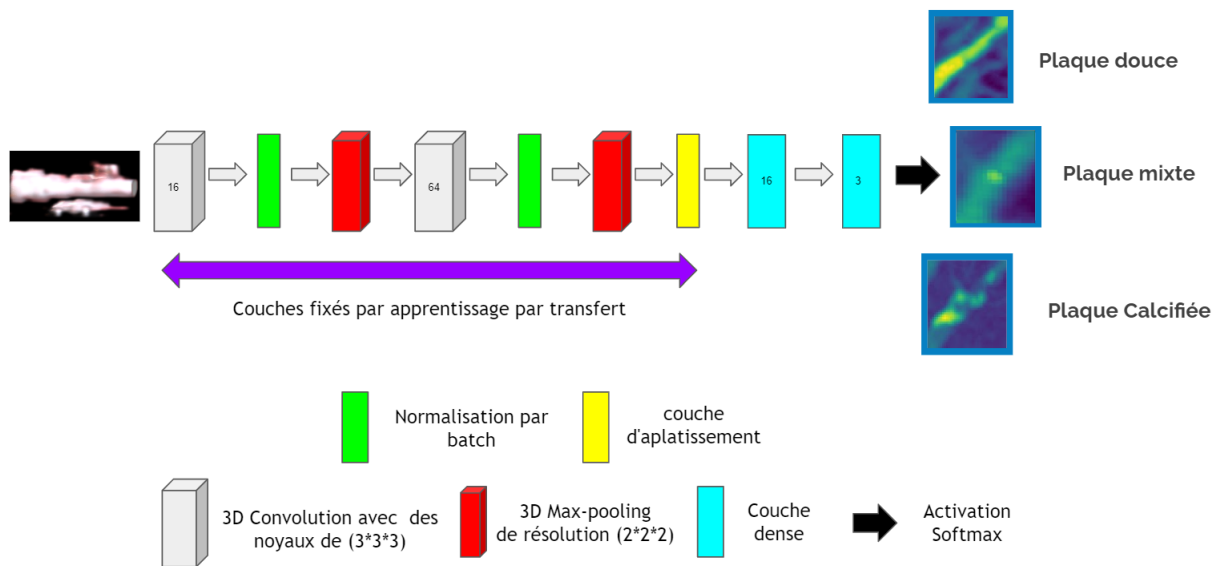 Plaque douce
16
64
16
3
Plaque mixte
Couches fixés par apprentissage par transfert
Plaque Calcifiée
Normalisation par
batch
couche
d'aplatissement
3D Convolution avec des
noyaux de (3*3*3)
3D Max-pooling
de résolution (2*2*2)
Couche
dense
Activation
Softmax